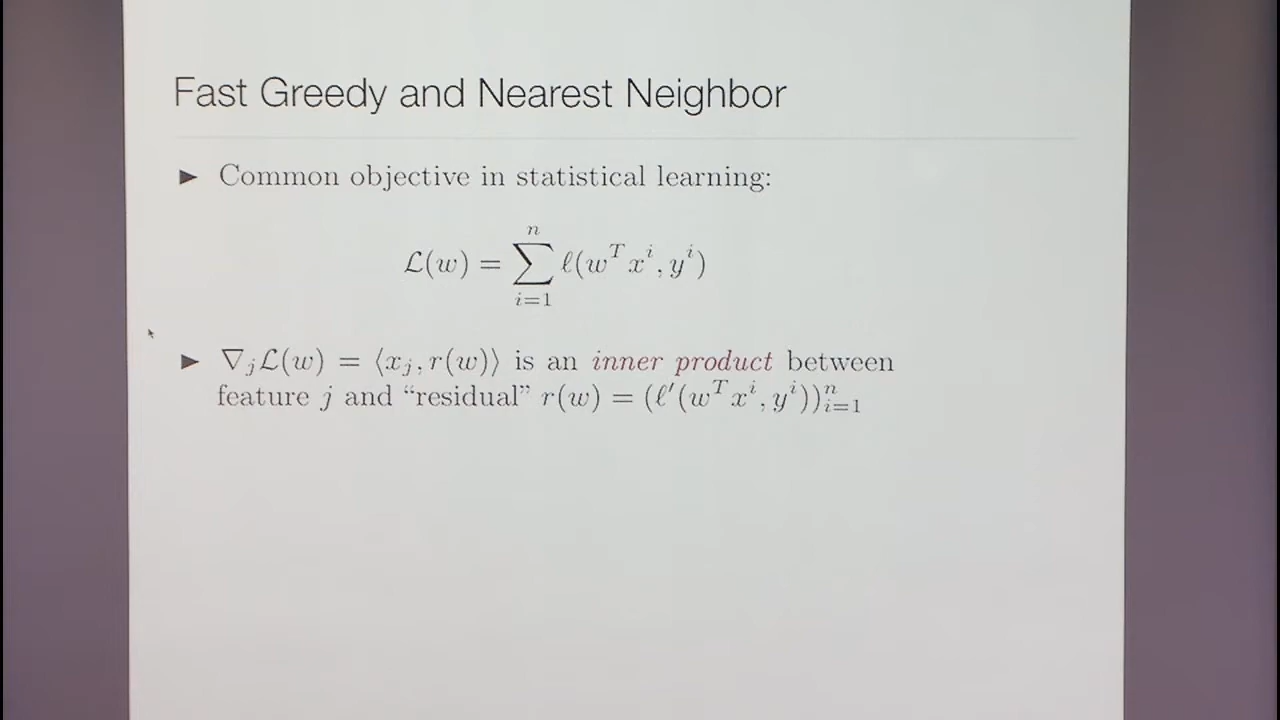 Fast Greedy and Nearest Neighbor
► Common objective in statistical learning:
ℒ(w) = ∑_{i=1}^{n} ℓ(w^T x^i, y^i)
► ∇_j ℒ(w) = ⟨x_j, r(w)⟩ is an inner product between
feature j and “residual” r(w) = (ℓ′(w^T x^i, y^i))_{i=1}^{n}